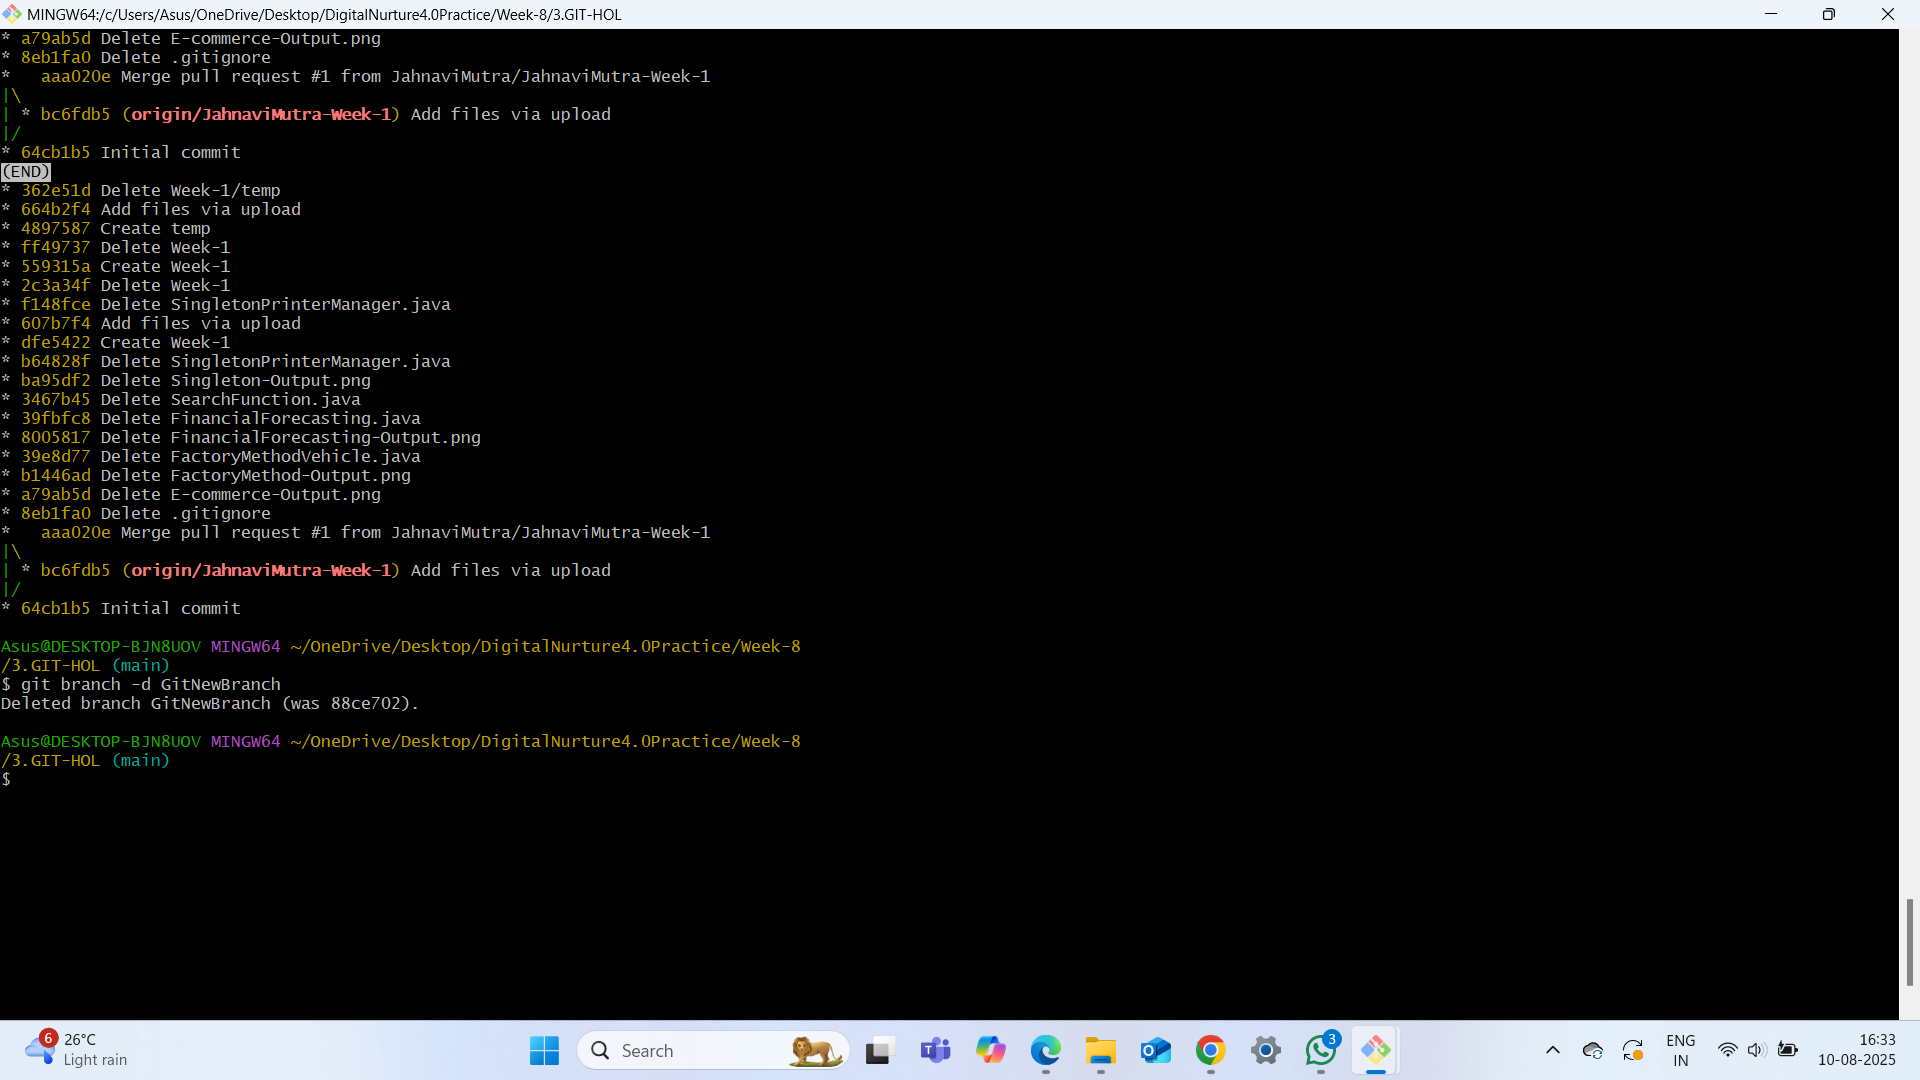 MINGW64:/c/Users/Asus/OneDrive/Desktop/DigitalNurture4.0Practice/Week-8/3.GIT-HOL
* a79ab5d Delete E-commerce-Output.png
* 8eb1fa0 Delete .gitignore
*   aaa020e Merge pull request #1 from JahnaviMutra/JahnaviMutra-Week-1
|\
| * bc6fdb5 (origin/JahnaviMutra-Week-1) Add files via upload
|/
* 64cb1b5 Initial commit
(END)
* 362e51d Delete Week-1/temp
* 664b2f4 Add files via upload
* 4897587 Create temp
* ff49737 Delete Week-1
* 559315a Create Week-1
* 2c3a34f Delete Week-1
* f148fce Delete SingletonPrinterManager.java
* 607b7f4 Add files via upload
* dfe5422 Create Week-1
* b64828f Delete SingletonPrinterManager.java
* ba95df2 Delete Singleton-Output.png
* 3467b45 Delete SearchFunction.java
* 39fbfc8 Delete FinancialForecasting.java
* 8005817 Delete FinancialForecasting-Output.png
* 39e8d77 Delete FactoryMethodVehicle.java
* b1446ad Delete FactoryMethod-Output.png
* a79ab5d Delete E-commerce-Output.png
* 8eb1fa0 Delete .gitignore
*   aaa020e Merge pull request #1 from JahnaviMutra/JahnaviMutra-Week-1
|\
| * bc6fdb5 (origin/JahnaviMutra-Week-1) Add files via upload
|/
* 64cb1b5 Initial commit
Asus@DESKTOP-BJN8UOV MINGW64 ~/OneDrive/Desktop/DigitalNurture4.0Practice/Week-8
/3.GIT-HOL (main)
$ git branch -d GitNewBranch
Deleted branch GitNewBranch (was 88ce702).
Asus@DESKTOP-BJN8UOV MINGW64 ~/OneDrive/Desktop/DigitalNurture4.0Practice/Week-8
/3.GIT-HOL (main)
$
6
26°C
Light rain
Search
3
ENG
IN
16:33
10-08-2025